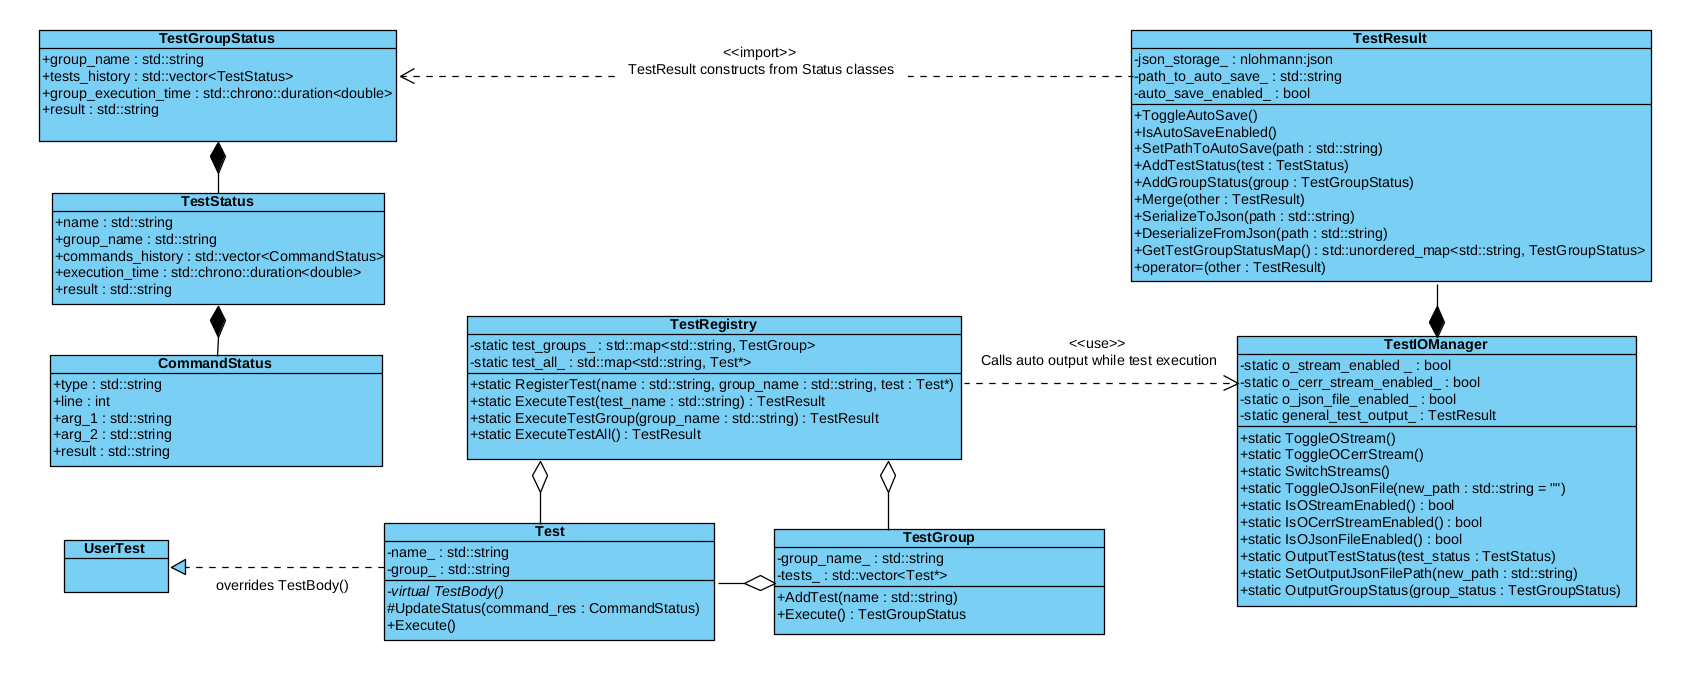 TestGroupStatus
+group_name : std::string
+tests_history : std::vector<TestStatus>
+group_execution_time : std::chrono::duration<double>
+result : std::string
<<import>>
TestResult constructs from Status classes
TestResult
-json_storage_ : nlohmann:json
-path_to_auto_save_ : std::string
-auto_save_enabled_ : bool
+ToggleAutoSave()
+IsAutoSaveEnabled()
+SetPathToAutoSave(path : std::string)
+AddTestStatus(test : TestStatus)
+AddGroupStatus(group : TestGroupStatus)
+Merge(other : TestResult)
+SerializeToJson(path : std::string)
+DeserializeFromJson(path : std::string)
+GetTestGroupStatusMap() : std::unordered_map<std::string, TestGroupStatus>
+operator=(other : TestResult)
TestStatus
+name : std::string
+group_name : std::string
+commands_history : std::vector<CommandStatus>
+execution_time : std::chrono::duration<double>
+result : std::string
CommandStatus
+type : std::string
+line : int
+arg_1 : std::string
+arg_2 : std::string
+result : std::string
TestRegistry
-static test_groups_ : std::map<std::string, TestGroup>
-static test_all_ : std::map<std::string, Test*>
+static RegisterTest(name : std::string, group_name : std::string, test : Test*)
+static ExecuteTest(test_name : std::string) : TestResult
+static ExecuteTestGroup(group_name : std::string) : TestResult
+static ExecuteTestAll() : TestResult
<<use>>
Calls auto output while test execution
TestIOManager
-static o_stream_enabled _ : bool
-static o_cerr_stream_enabled_ : bool
-static o_json_file_enabled_ : bool
-static general_test_output_ : TestResult
+static ToggleOStream()
+static ToggleOCerrStream()
+static SwitchStreams()
+static ToggleOJsonFile(new_path : std::string = "")
+static IsOStreamEnabled() : bool
+static IsOCerrStreamEnabled() : bool
+static IsOJsonFileEnabled() : bool
+static OutputTestStatus(test_status : TestStatus)
+static SetOutputJsonFilePath(new_path : std::string)
+static OutputGroupStatus(group_status : TestGroupStatus)
UserTest
overrides TestBody()
Test
-name_ : std::string
-group_ : std::string
-virtual TestBody()
#UpdateStatus(command_res : CommandStatus)
+Execute()
TestGroup
-group_name_ : std::string
-tests_ : std::vector<Test*>
+AddTest(name : std::string)
+Execute() : TestGroupStatus